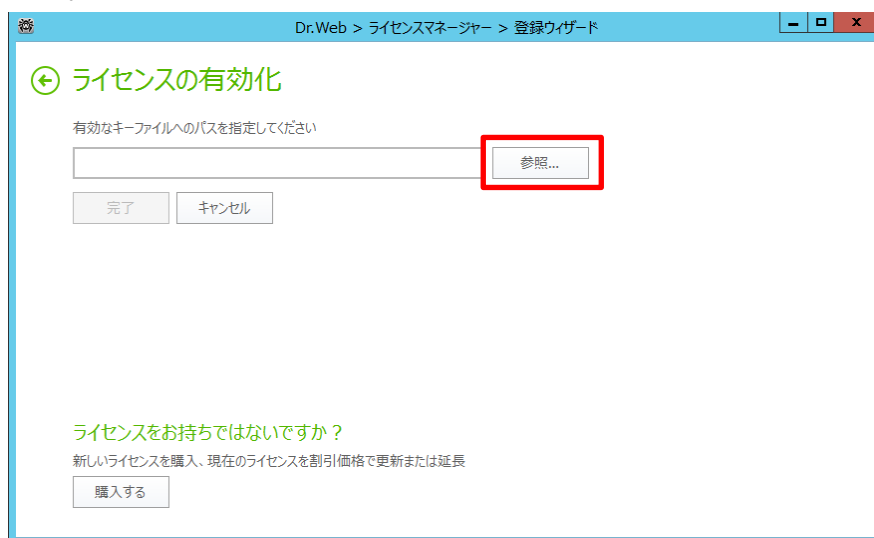 Dr.Web > ライセンスマネージャー > 登録ウィザード
ライセンスの有効化
有効なキーファイルへのパスを指定してください
参照...
完了 キャンセル
ライセンスをお持ちではないですか？
新しいライセンスを購入、現在のライセンスを割引価格で更新または延長
購入する